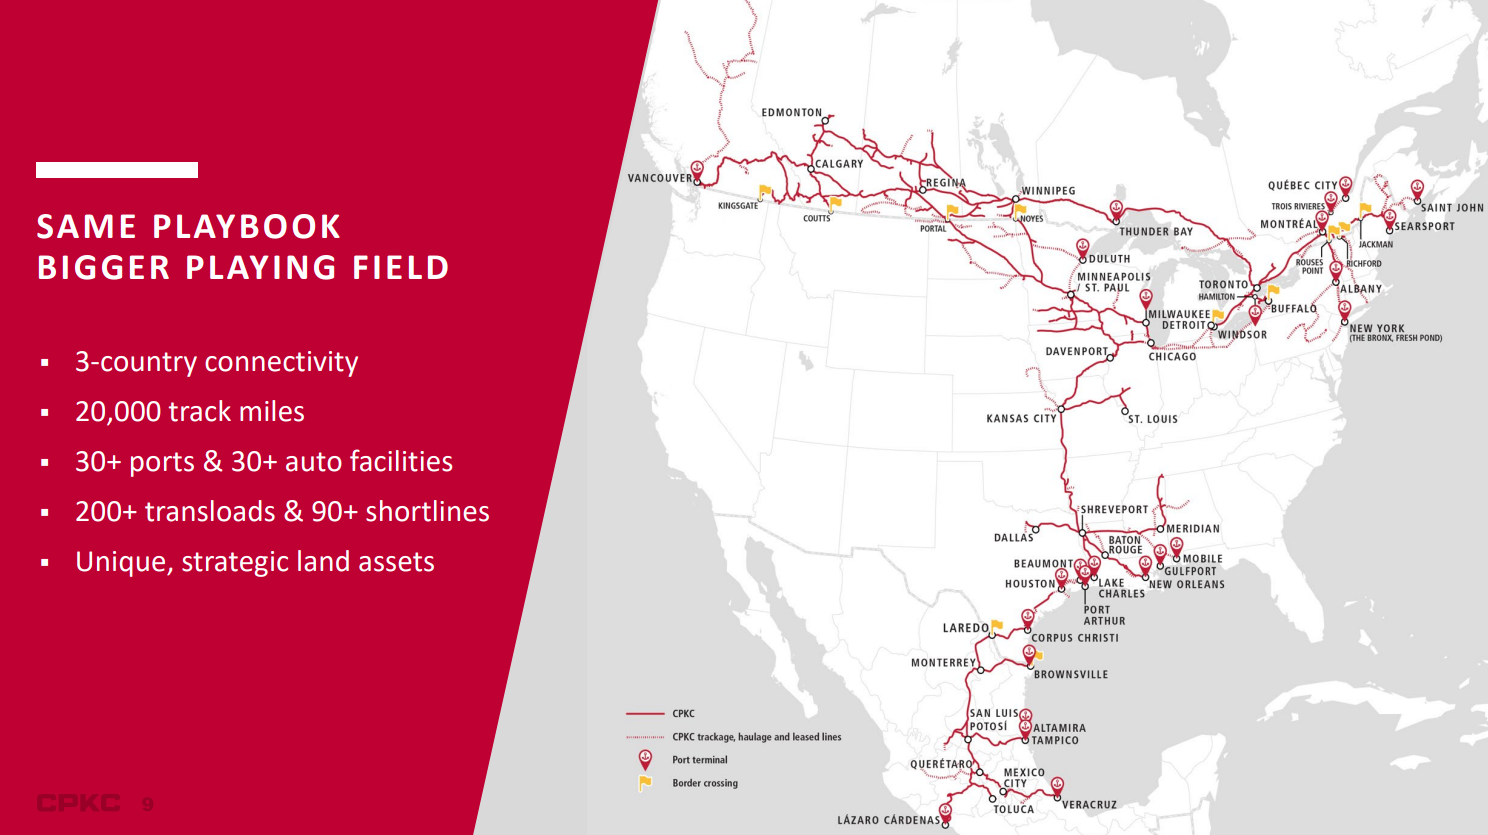 SAME PLAYBOOK
BIGGER PLAYING FIELD
▪ 3-country connectivity
▪ 20,000 track miles
▪ 30+ ports & 30+ auto facilities
▪ 200+ transloads & 90+ shortlines
▪ Unique, strategic land assets
CPKC 9
EDMONTON
CALGARY
VANCOUVER
KINGSGATE
COUTTS
REGINA
PORTAL
WINNIPEG
NOYES
THUNDER BAY
DULUTH
MINNEAPOLIS
/ ST. PAUL
MILWAUKEE
DETROIT
WINDSOR
CHICAGO
DAVENPORT
KANSAS CITY
ST. LOUIS
TORONTO
HAMILTON
BUFFALO
QUÉBEC CITY
TROIS RIVIERES
MONTRÉAL
SAINT JOHN
SEARSPORT
JACKMAN
ROUSES
POINT
RICHFORD
ALBANY
NEW YORK
(THE BRONX, FRESH POND)
SHREVEPORT
DALLAS
MERIDIAN
BATON
ROUGE
BEAUMONT
HOUSTON
LAKE
CHARLES
PORT
ARTHUR
MOBILE
GULFPORT
NEW ORLEANS
LAREDO
CORPUS CHRISTI
MONTERREY
BROWNSVILLE
SAN LUIS
POTOSÍ
ALTAMIRA
TAMPICO
QUERÉTARO
MEXICO
CITY
TOLUCA
VERACRUZ
LÁZARO CÁRDENAS
CPKC
CPKC trackage, haulage and leased lines
Port terminal
Border crossing